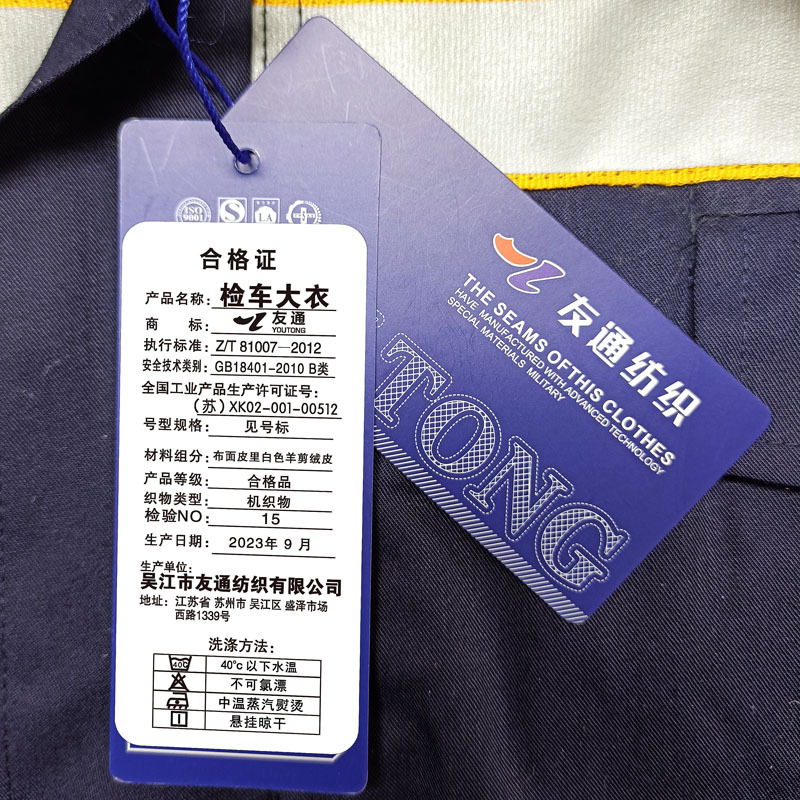 ISO
9001
S
合格证
产品名称: 检车大衣
商 标: 友通
YOUTONG
执行标准: Z/T 81007—2012
安全技术类别: GB18401-2010 B类
全国工业产品生产许可证号:
(苏) XK02-001-00512
号型规格: 见号标
材料组分: 布面皮里白色羊剪绒皮
产品等级: 合格品
织物类型: 机织物
检验NO: 15
生产日期: 2023年 9 月
生产单位:
吴江市友通纺织有限公司
地址: 江苏省 苏州市 吴江区 盛泽市场
西路1339号
洗涤方法:
40℃ 40°c 以下水温
不可氯漂
中温蒸汽熨烫
悬挂晾干
友通纺织
THE SEAMS OFTHIS CLOTHES
HAVE MANUFACTURED WITH ADVANCED TECHNOLOGY
SPECIAL MATERIALS MILITARY
TONG